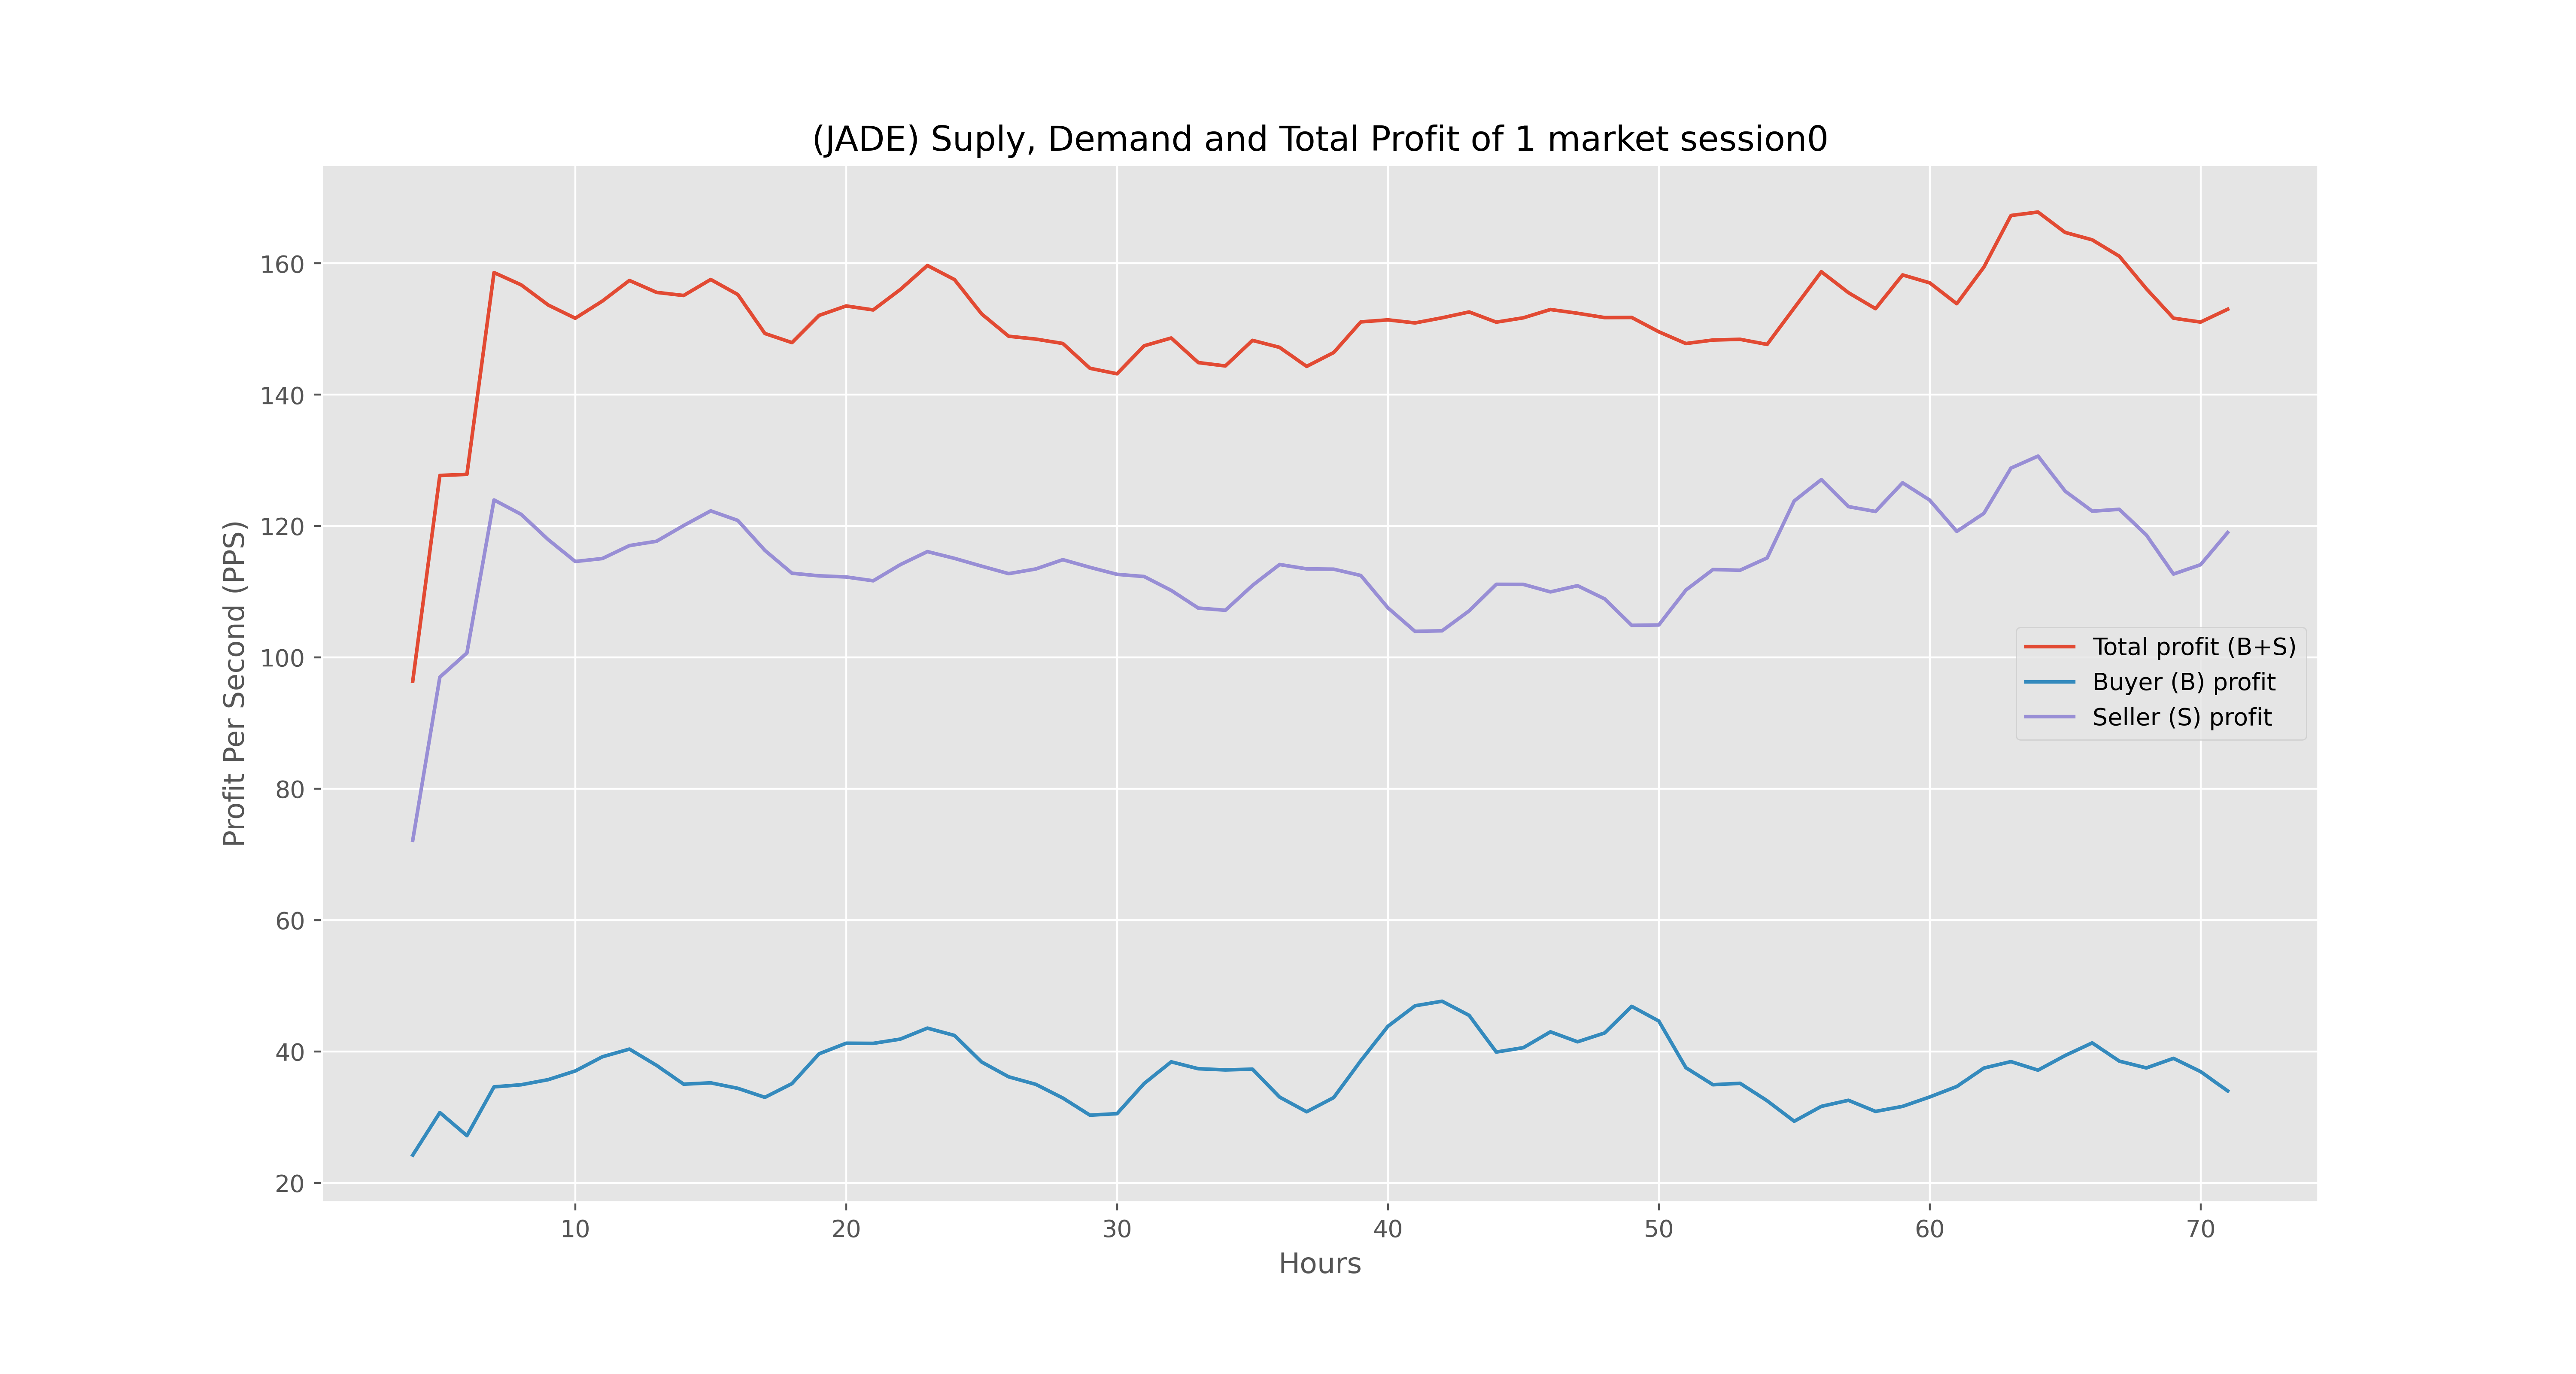 (JADE) Suply, Demand and Total Profit of 1 market session0
Profit Per Second (PPS)
160
140
120
100
80
60
40
20
Total profit (B+S)
Buyer (B) profit
Seller (S) profit
10 20 30 40 50 60 70
Hours